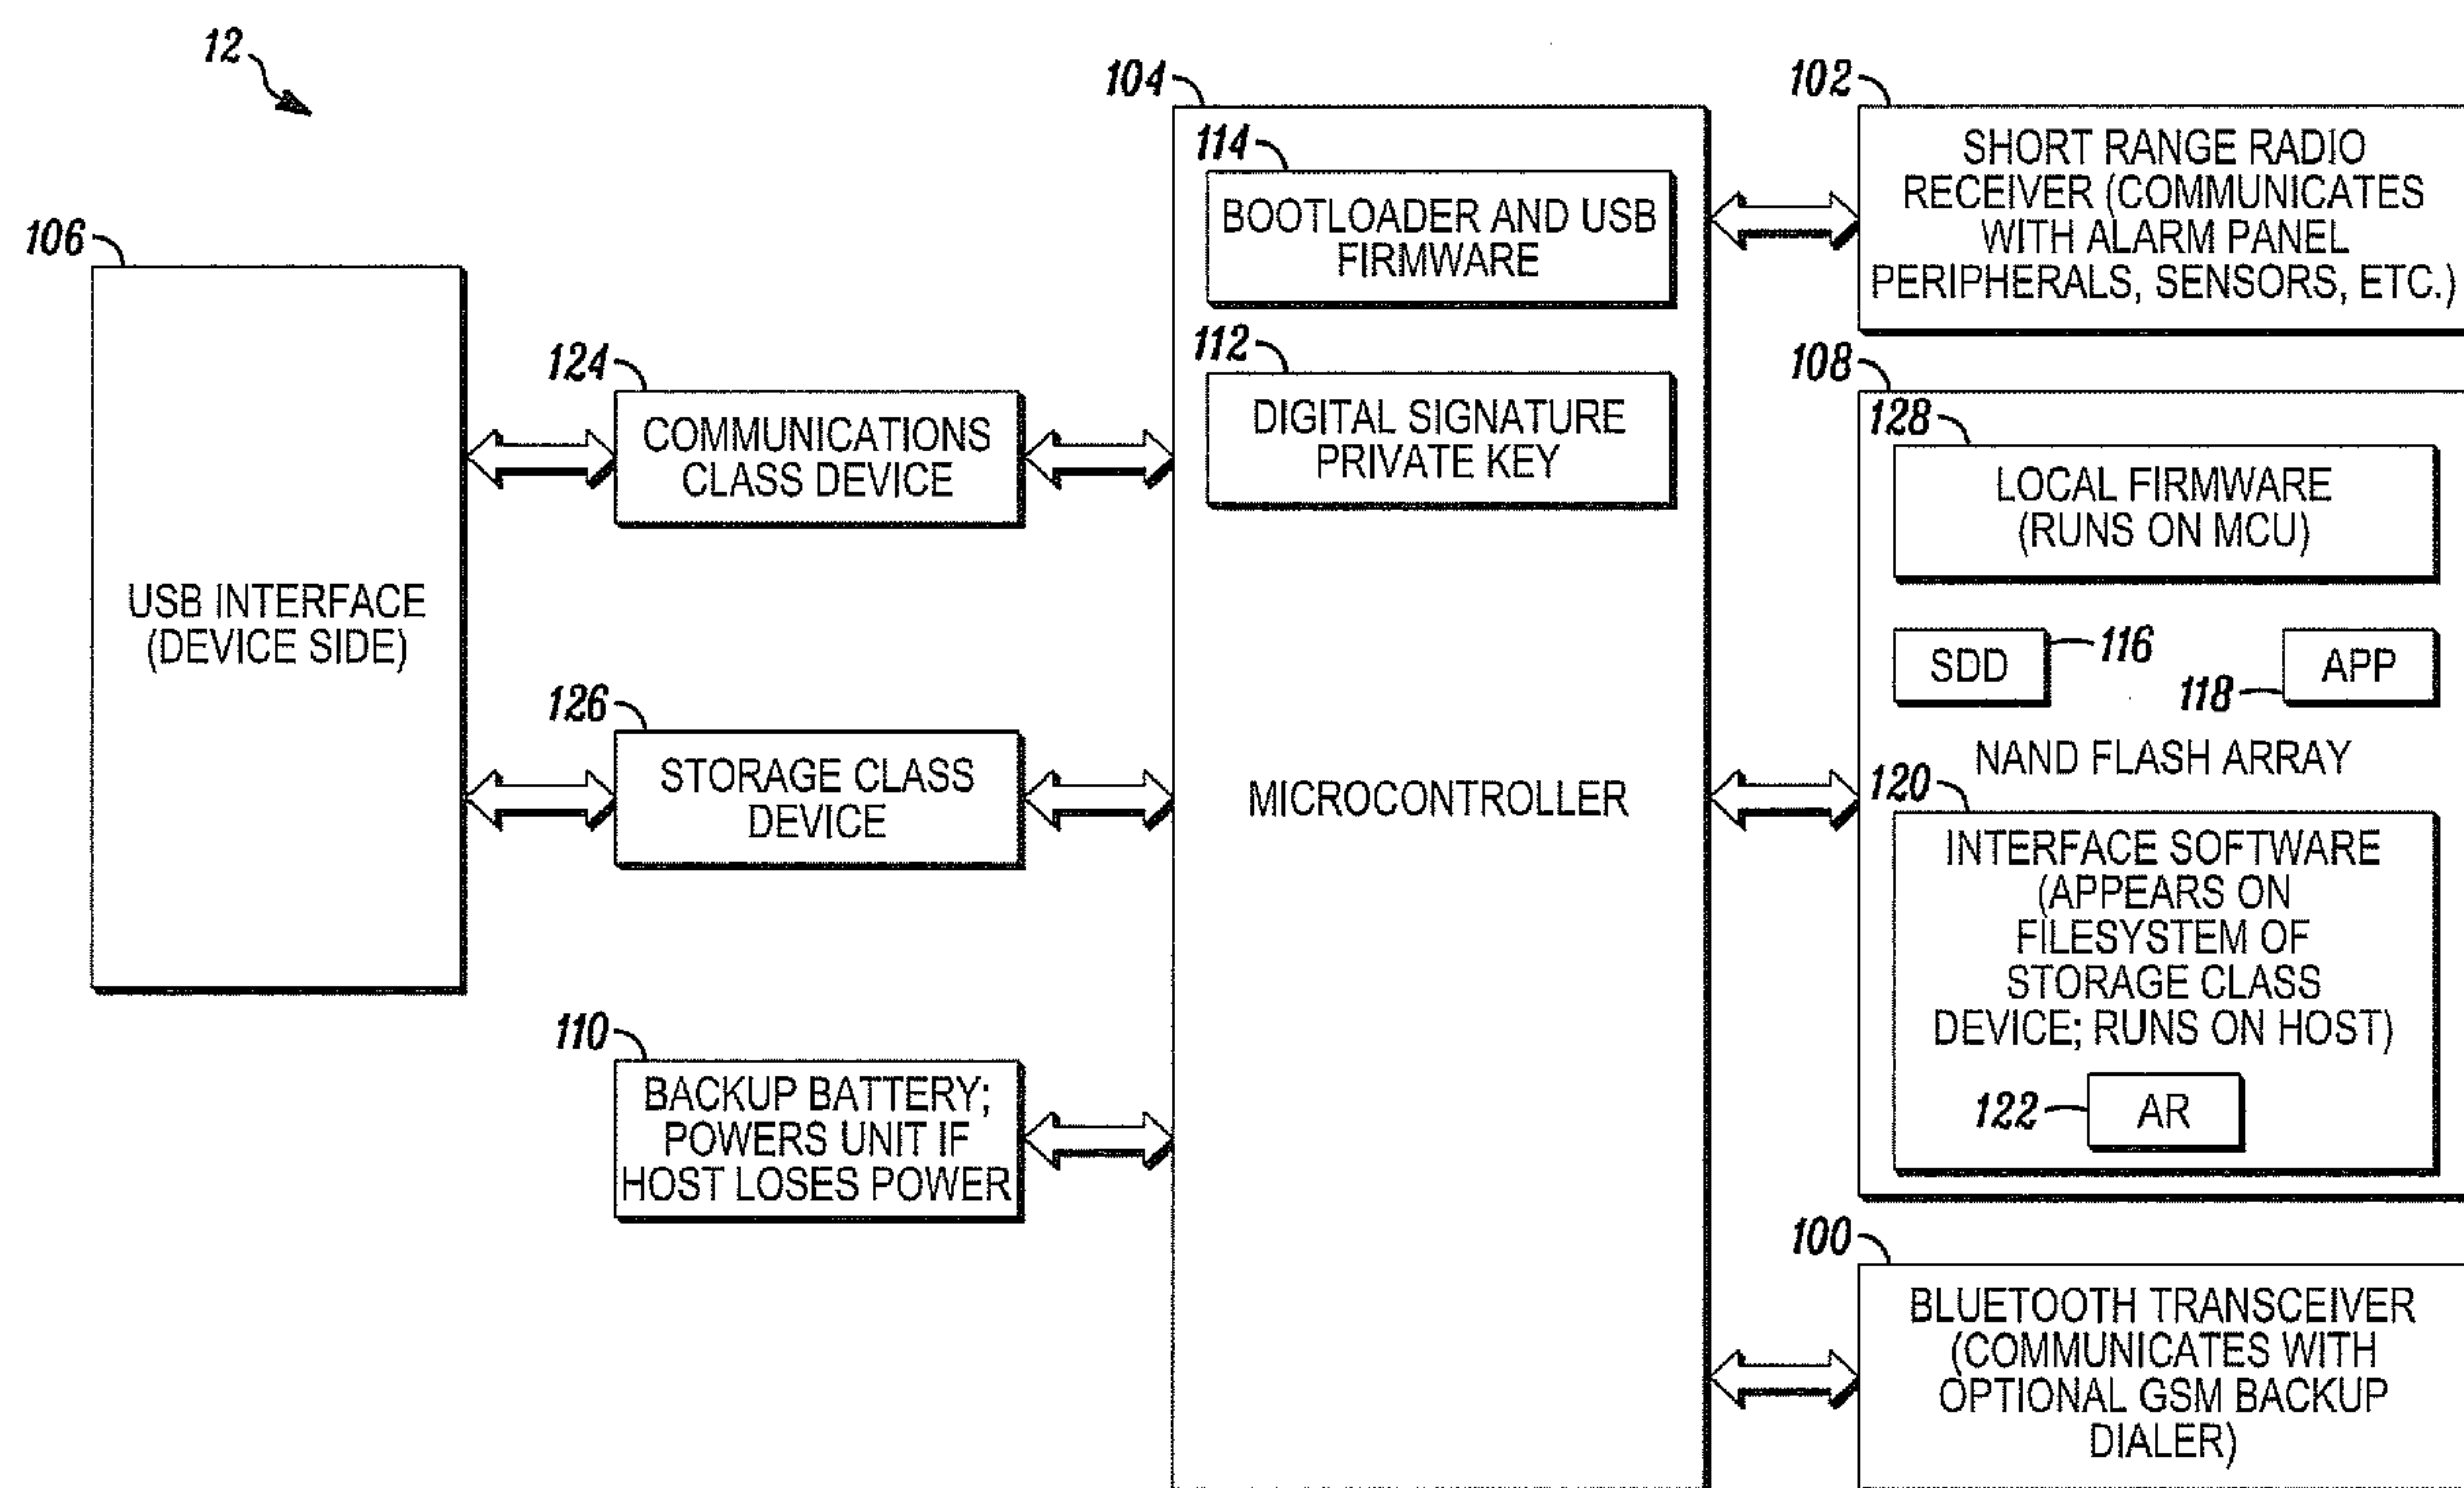 12
106
USB INTERFACE
(DEVICE SIDE)
124
COMMUNICATIONS
CLASS DEVICE
126
STORAGE CLASS
DEVICE
110
BACKUP BATTERY;
POWERS UNIT IF
HOST LOSES POWER
104
114
BOOTLOADER AND USB
FIRMWARE
112
DIGITAL SIGNATURE
PRIVATE KEY
MICROCONTROLLER
102
SHORT RANGE RADIO
RECEIVER (COMMUNICATES
WITH ALARM PANEL
PERIPHERALS, SENSORS, ETC.)
108
128
LOCAL FIRMWARE
(RUNS ON MCU)
SDD
116
118
APP
NAND FLASH ARRAY
120
INTERFACE SOFTWARE
(APPEARS ON
FILESYSTEM OF
STORAGE CLASS
DEVICE; RUNS ON HOST)
122
AR
100
BLUETOOTH TRANSCEIVER
(COMMUNICATES WITH
OPTIONAL GSM BACKUP
DIALER)